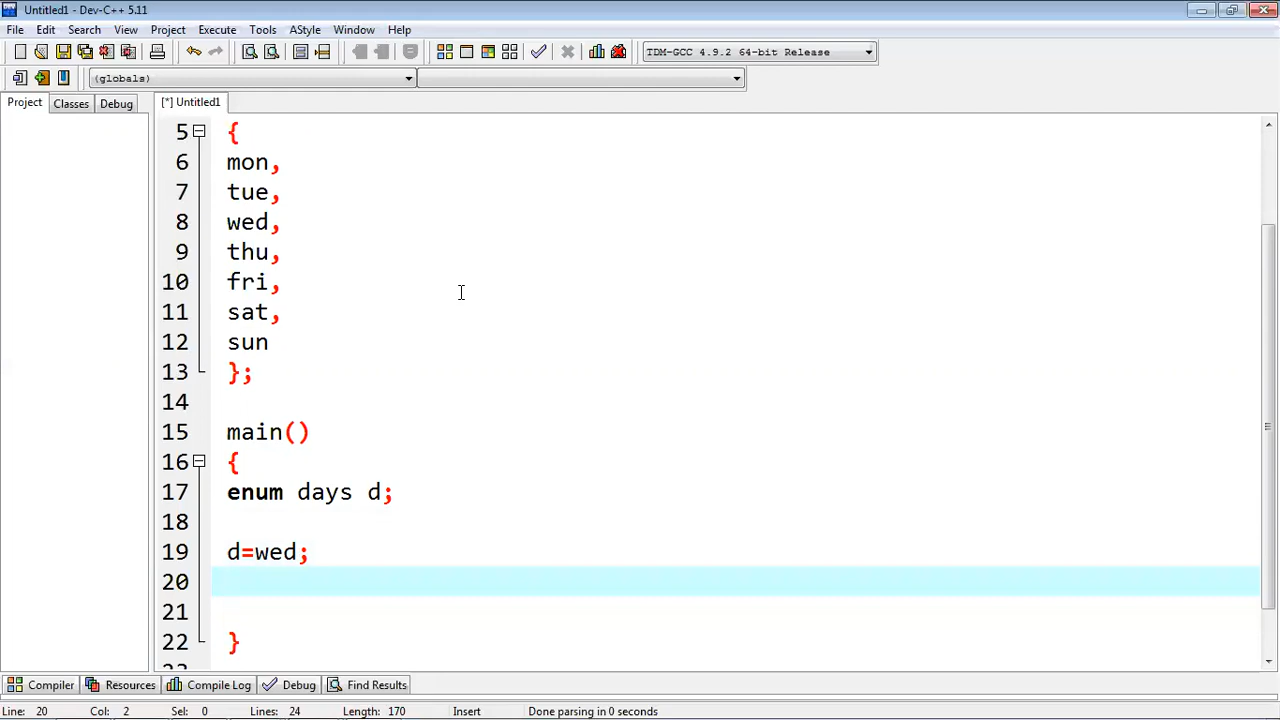 Untitled1 - Dev-C++ 5.11
File Edit Search View Project Execute Tools AStyle Window Help
TDM-GCC 4.9.2 64-bit Release
(globals)
Project Classes Debug [*] Untitled1
5 {
6 mon,
7 tue,
8 wed,
9 thu,
10 fri,
11 sat,
12 sun
13 };
14
15 main()
16 {
17 enum days d;
18
19 d=wed;
20
21
22 }
23
Compiler Resources Compile Log Debug Find Results
Line: 20 Col: 2 Sel: 0 Lines: 24 Length: 170 Insert Done parsing in 0 seconds